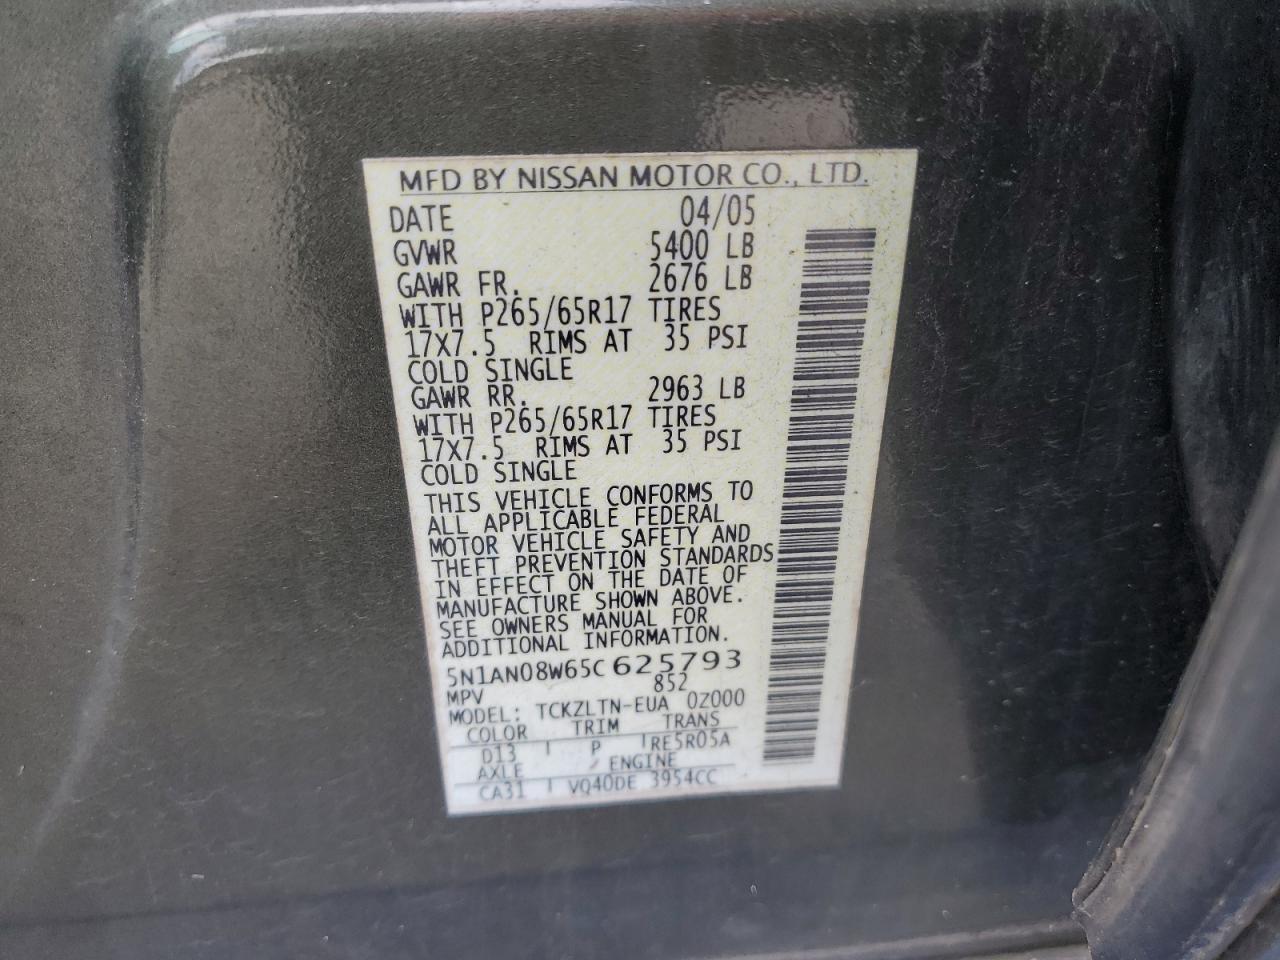 MFD BY NISSAN MOTOR CO., LTD.
DATE 04/05
GVWR 5400 LB
GAWR FR. 2676 LB
WITH P265/65R17 TIRES
17X7.5 RIMS AT 35 PSI
COLD SINGLE
GAWR RR. 2963 LB
WITH P265/65R17 TIRES
17X7.5 RIMS AT 35 PSI
COLD SINGLE
THIS VEHICLE CONFORMS TO
ALL APPLICABLE FEDERAL
MOTOR VEHICLE SAFETY AND
THEFT PREVENTION STANDARDS
IN EFFECT ON THE DATE OF
MANUFACTURE SHOWN ABOVE.
SEE OWNERS MANUAL FOR
ADDITIONAL INFORMATION.
5N1AN08W65C625793
MPV 852
MODEL: TCKZLTN-EUA 0Z000
COLOR TRIM TRANS
D13 P RE5R05A
AXLE ENGINE
CA31 VQ40DE 3954CC